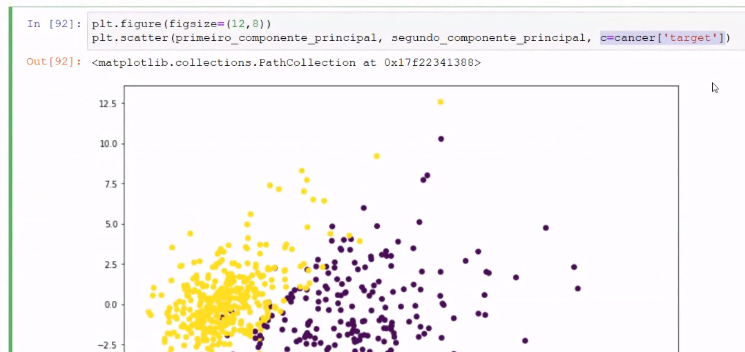 In [92]: plt.figure(figsize=(12,8))
plt.scatter(primeiro_componente_principal, segundo_componente_principal, c=cancer['target'])
Out[92]: <matplotlib.collections.PathCollection at 0x17f22341388>
12.5
10.0
7.5
5.0
2.5
0.0
−2.5